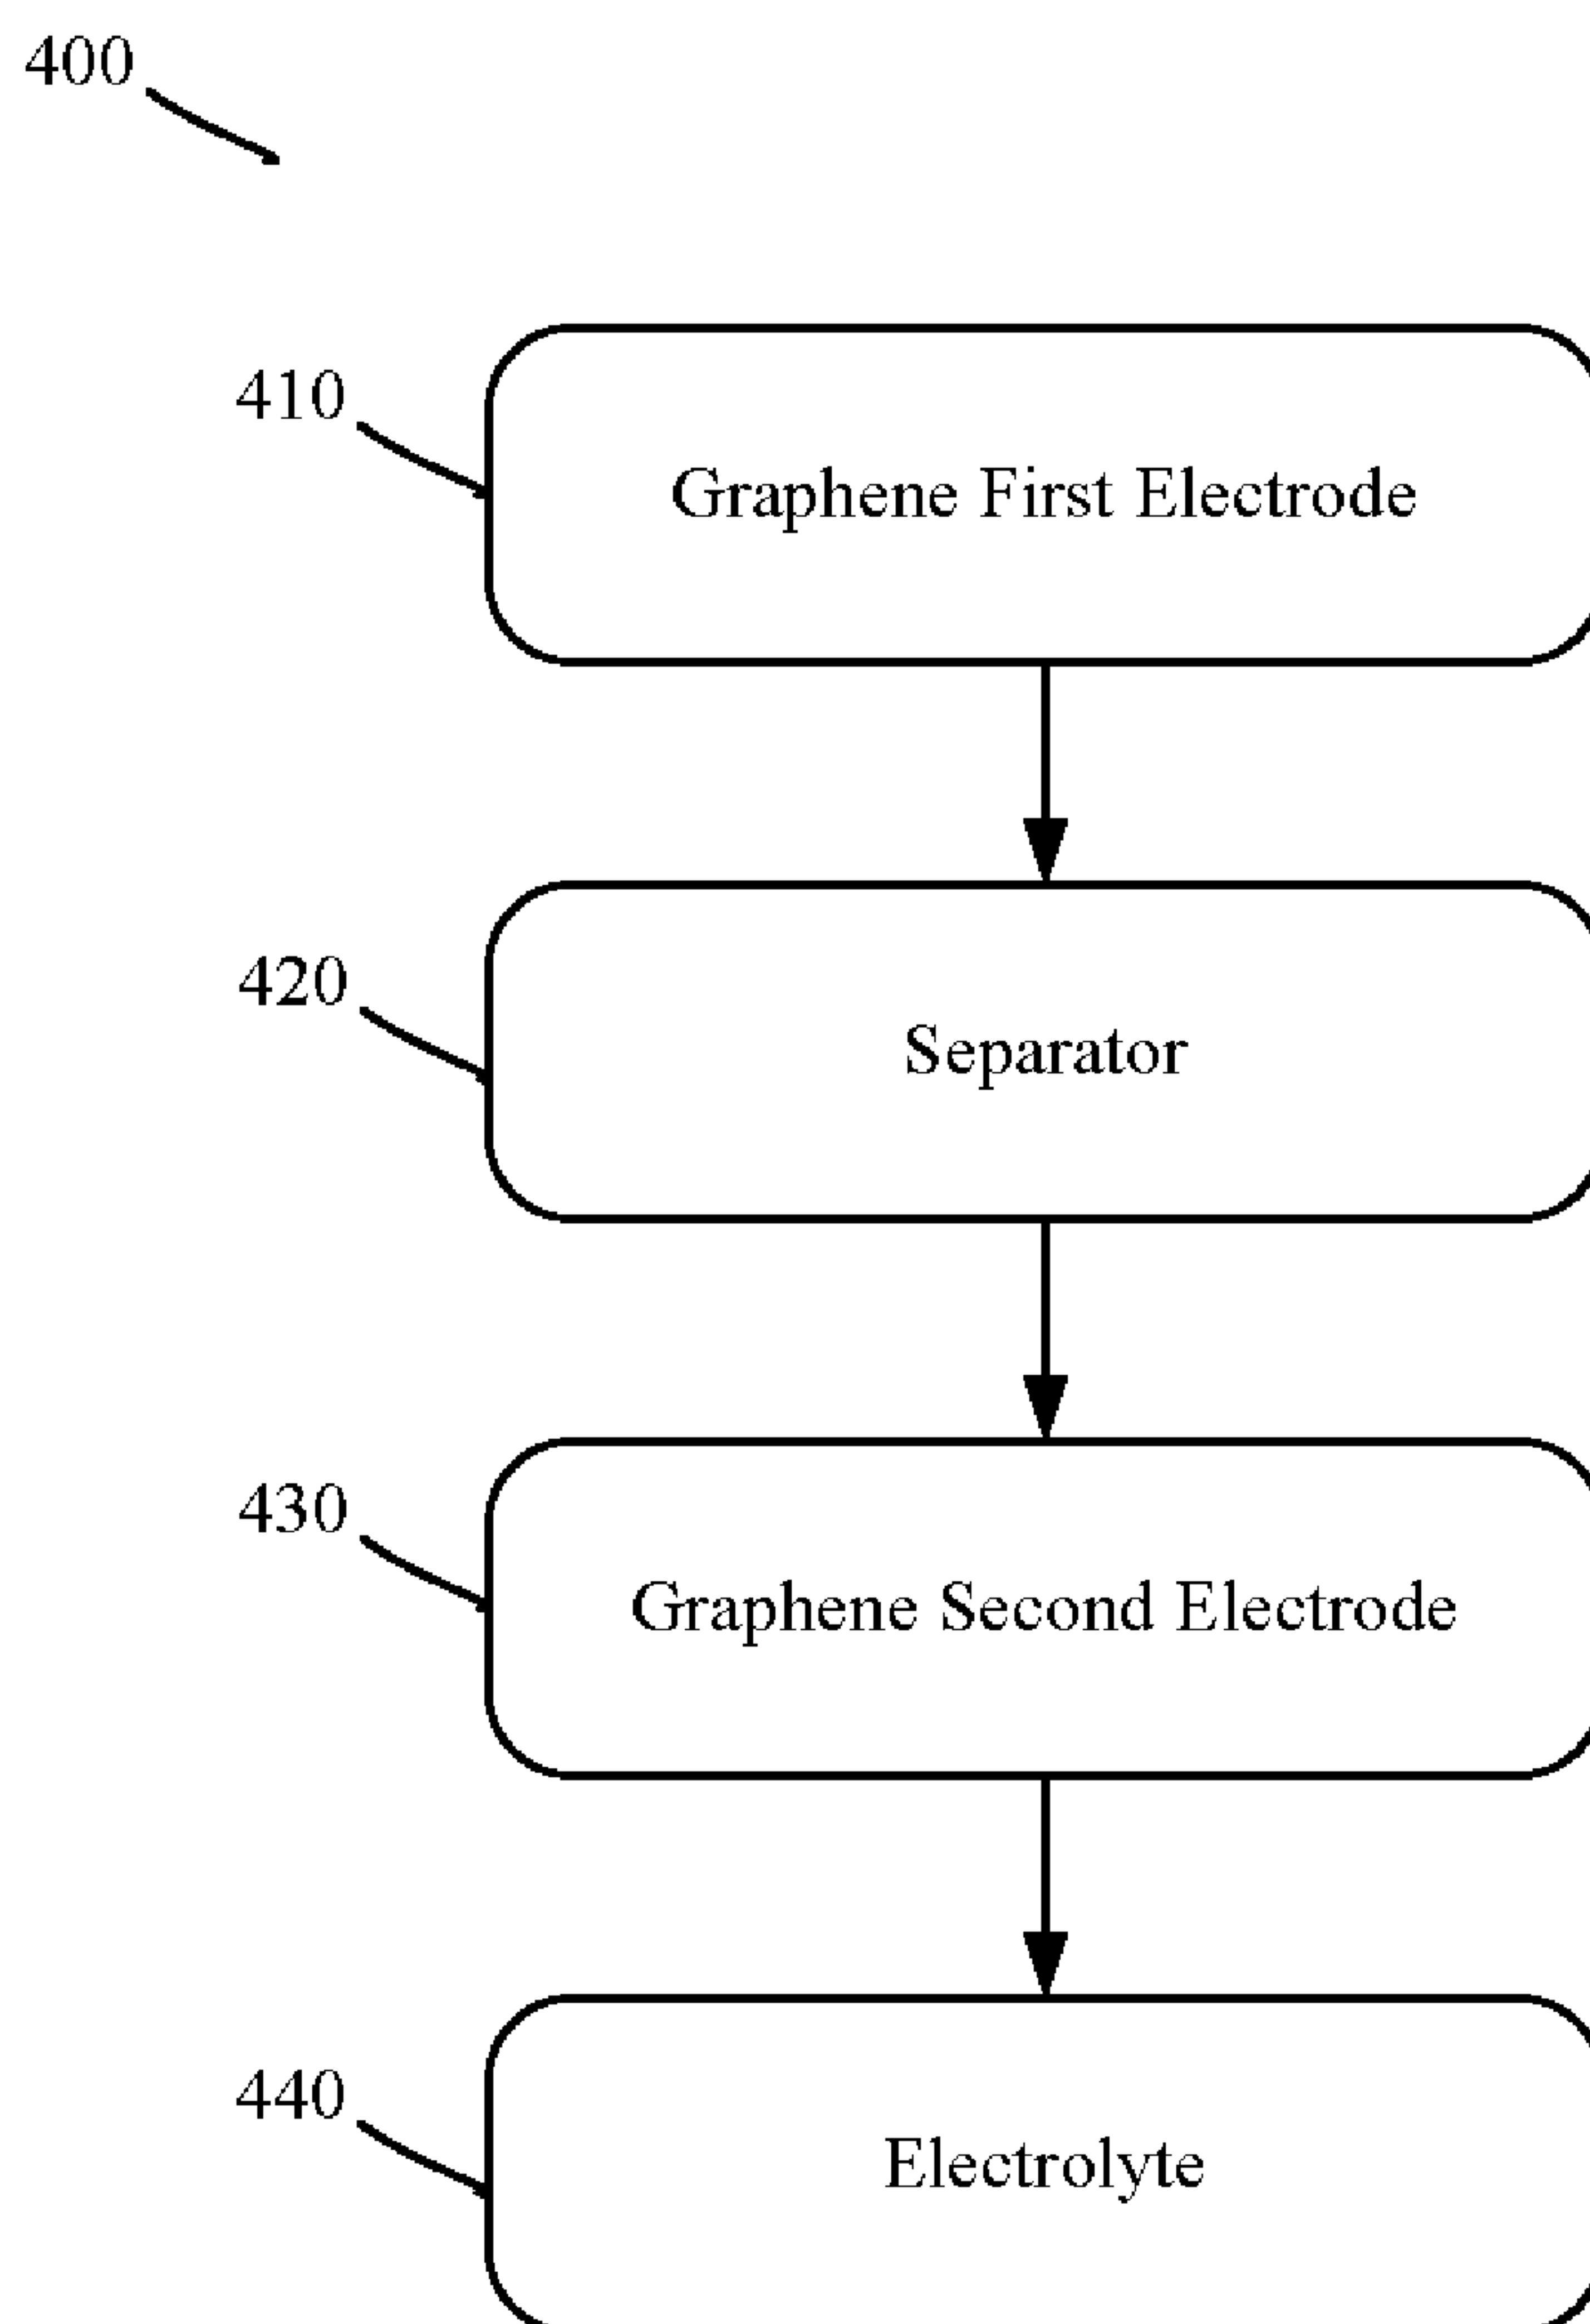 400
410
Graphene First Electrode
420
Separator
430
Graphene Second Electrode
440
Electrolyte